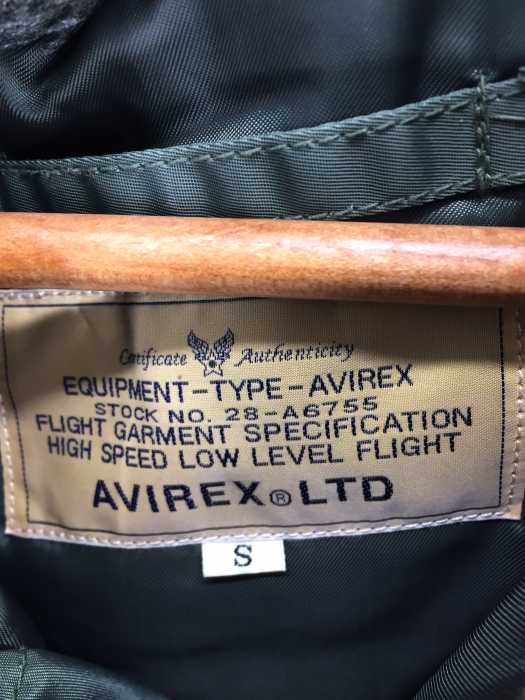 Certificate Authenticity
EQUIPMENT-TYPE-AVIREX
STOCK NO. 28-A6755
FLIGHT GARMENT SPECIFICATION
HIGH SPEED LOW LEVEL FLIGHT
AVIREX® LTD
S